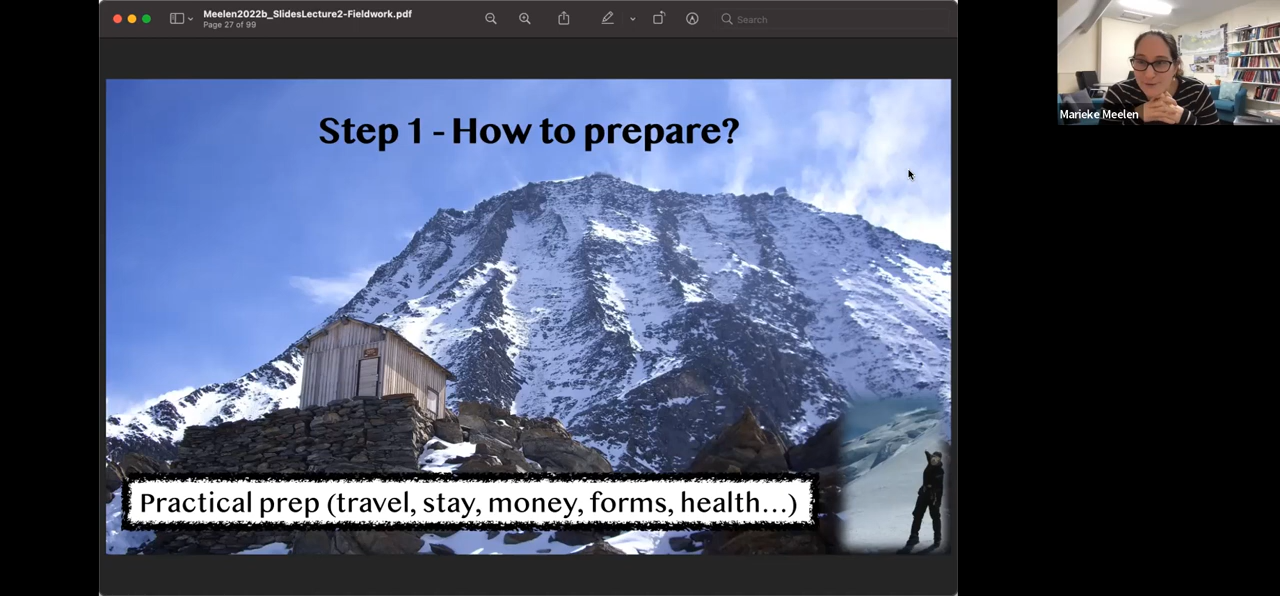 Meelen2022b_SlidesLecture2-Fieldwork.pdf
Page 27 of 99
Search
Step 1 - How to prepare?
Practical prep (travel, stay, money, forms, health...)
Marieke Meelen